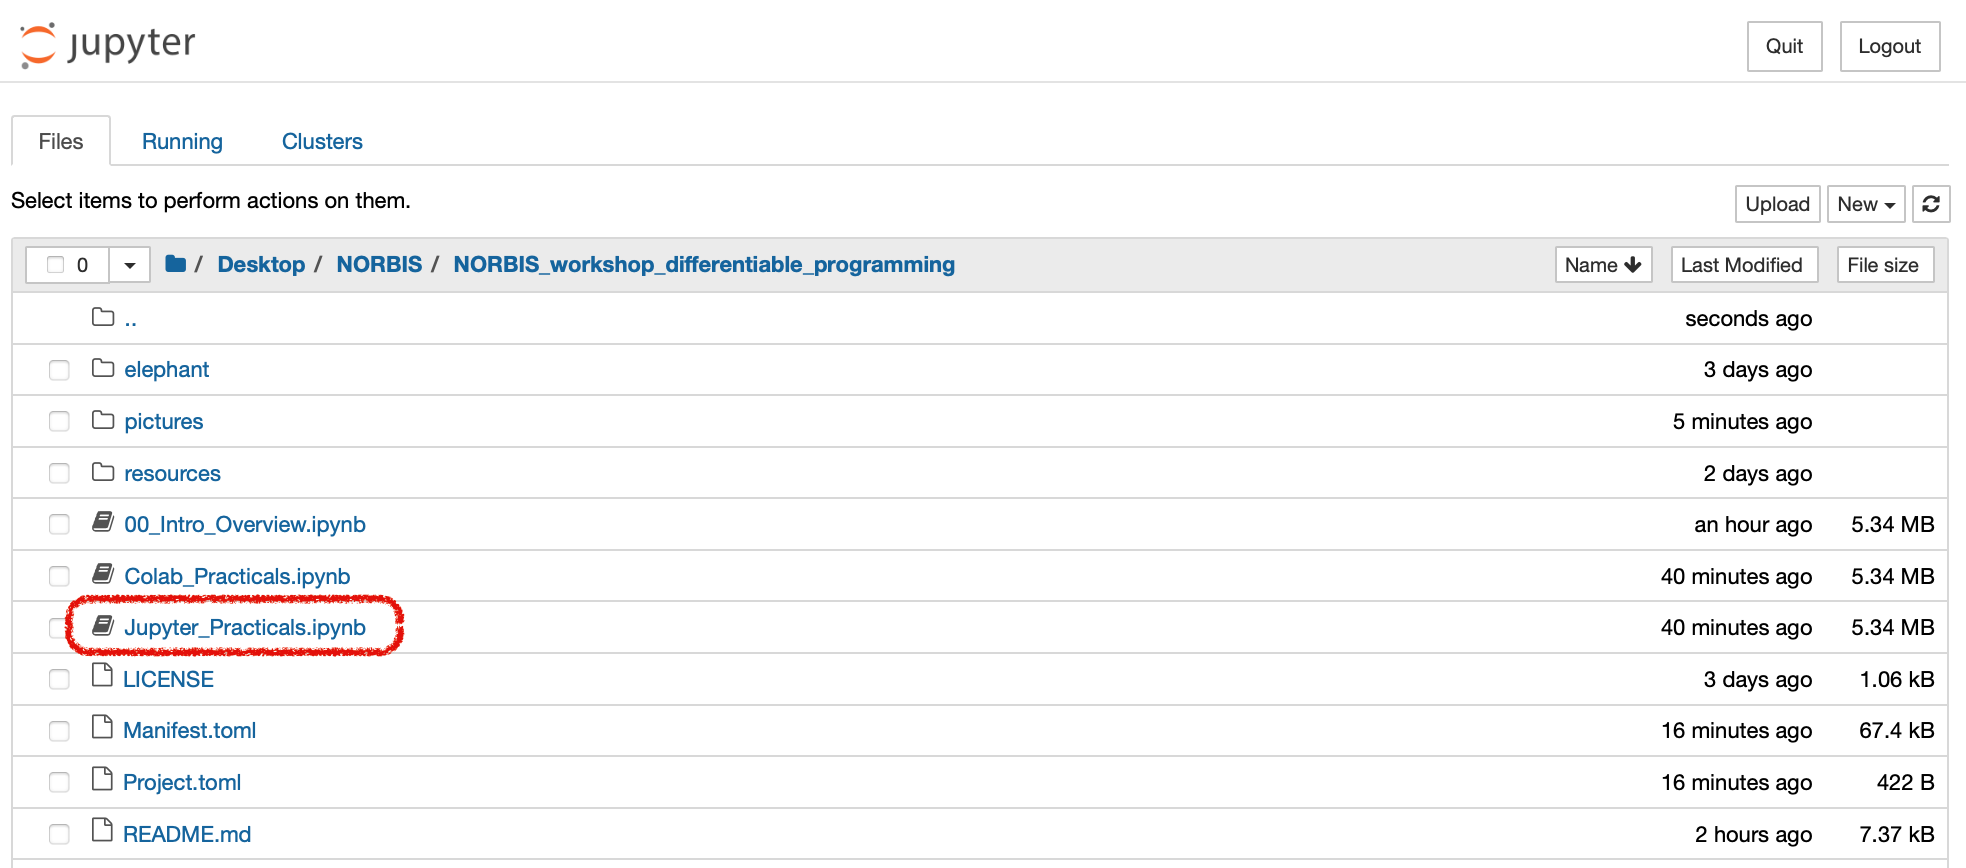 jupyter Quit Logout
Files Running Clusters
Select items to perform actions on them. Upload New
0 / Desktop / NORBIS / NORBIS_workshop_differentiable_programming Name Last Modified File size
.. seconds ago
elephant 3 days ago
pictures 5 minutes ago
resources 2 days ago
00_Intro_Overview.ipynb an hour ago 5.34 MB
Colab_Practicals.ipynb 40 minutes ago 5.34 MB
Jupyter_Practicals.ipynb 40 minutes ago 5.34 MB
LICENSE 3 days ago 1.06 kB
Manifest.toml 16 minutes ago 67.4 kB
Project.toml 16 minutes ago 422 B
README.md 2 hours ago 7.37 kB